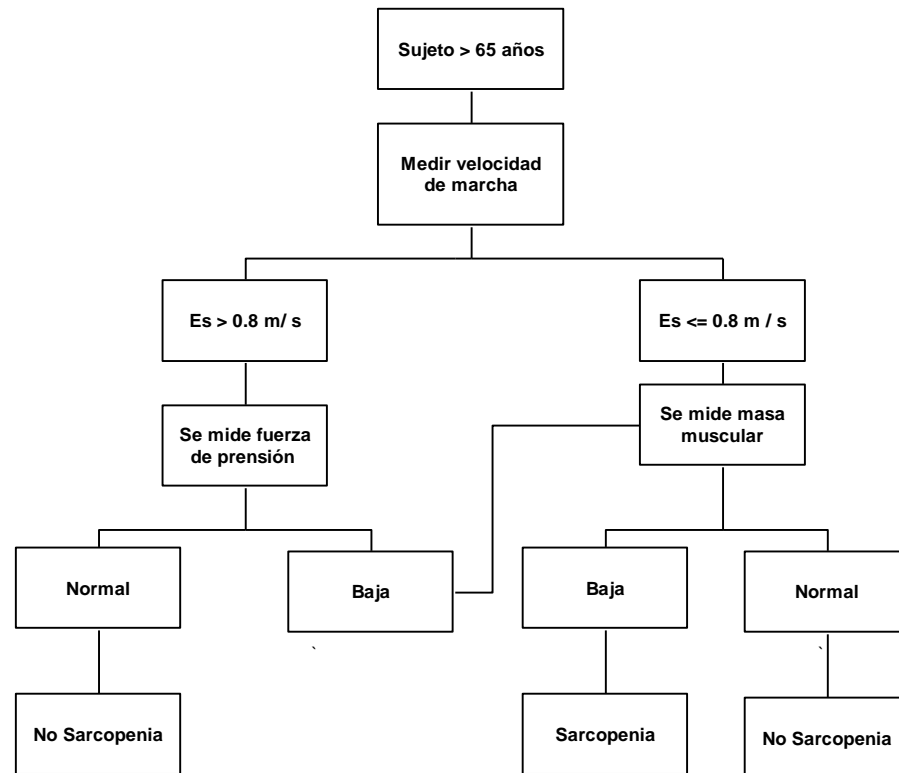 Sujeto > 65 años
Medir velocidad
de marcha
Es > 0.8 m/ s
Es <= 0.8 m / s
Se mide fuerza
de prensión
Se mide masa
muscular
Normal
Baja
Baja
Normal
No Sarcopenia
Sarcopenia
No Sarcopenia